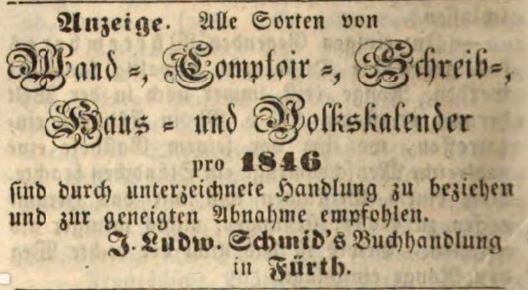 Anzeige. Alle Sorten von
Wand-, Comptoir-, Schreib-,
Haus- und Volkskalender
pro 1846
sind durch unterzeichnete Handlung zu beziehen
und zur geneigten Abnahme empfohlen.
J. Ludw. Schmid's Buchhandlung
in Fürth.